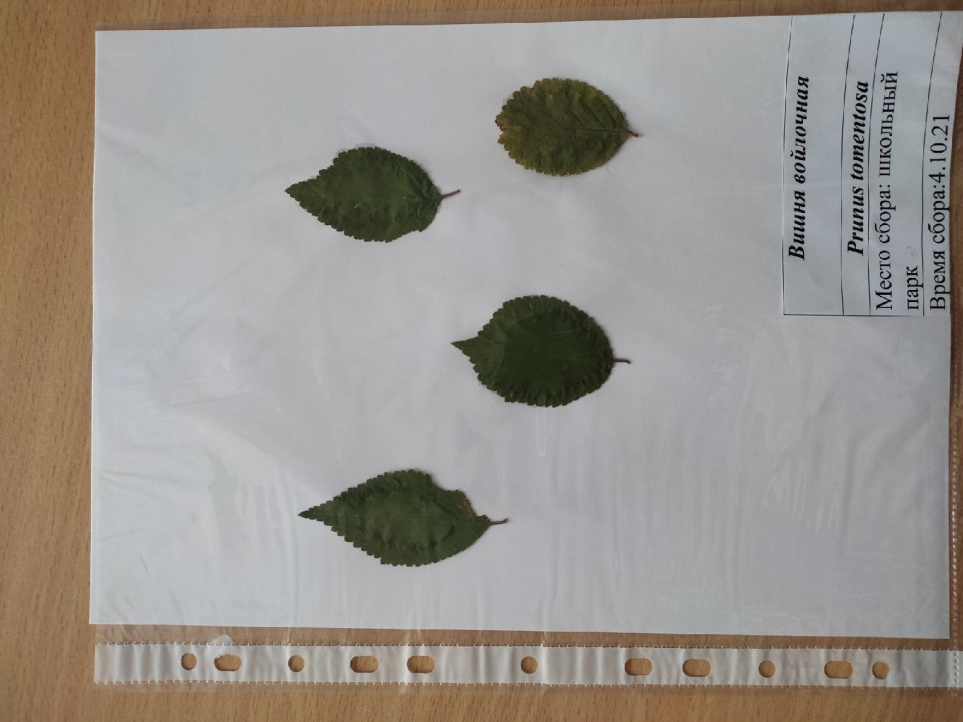 Вишня войлочная
Prunus tomentosa
Место сбора: школьный
парк
Время сбора:4.10.21